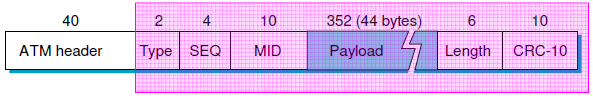 40 2 4 10 352 (44 bytes) 6 10
ATM header Type SEQ MID Payload Length CRC-10